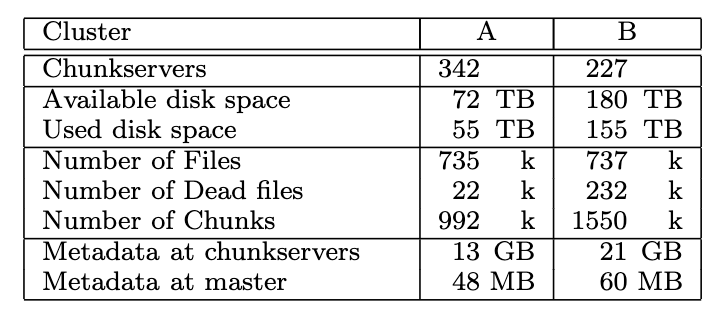 Cluster A B
Chunkservers 342 227
Available disk space 72 TB 180 TB
Used disk space 55 TB 155 TB
Number of Files 735 k 737 k
Number of Dead files 22 k 232 k
Number of Chunks 992 k 1550 k
Metadata at chunkservers 13 GB 21 GB
Metadata at master 48 MB 60 MB